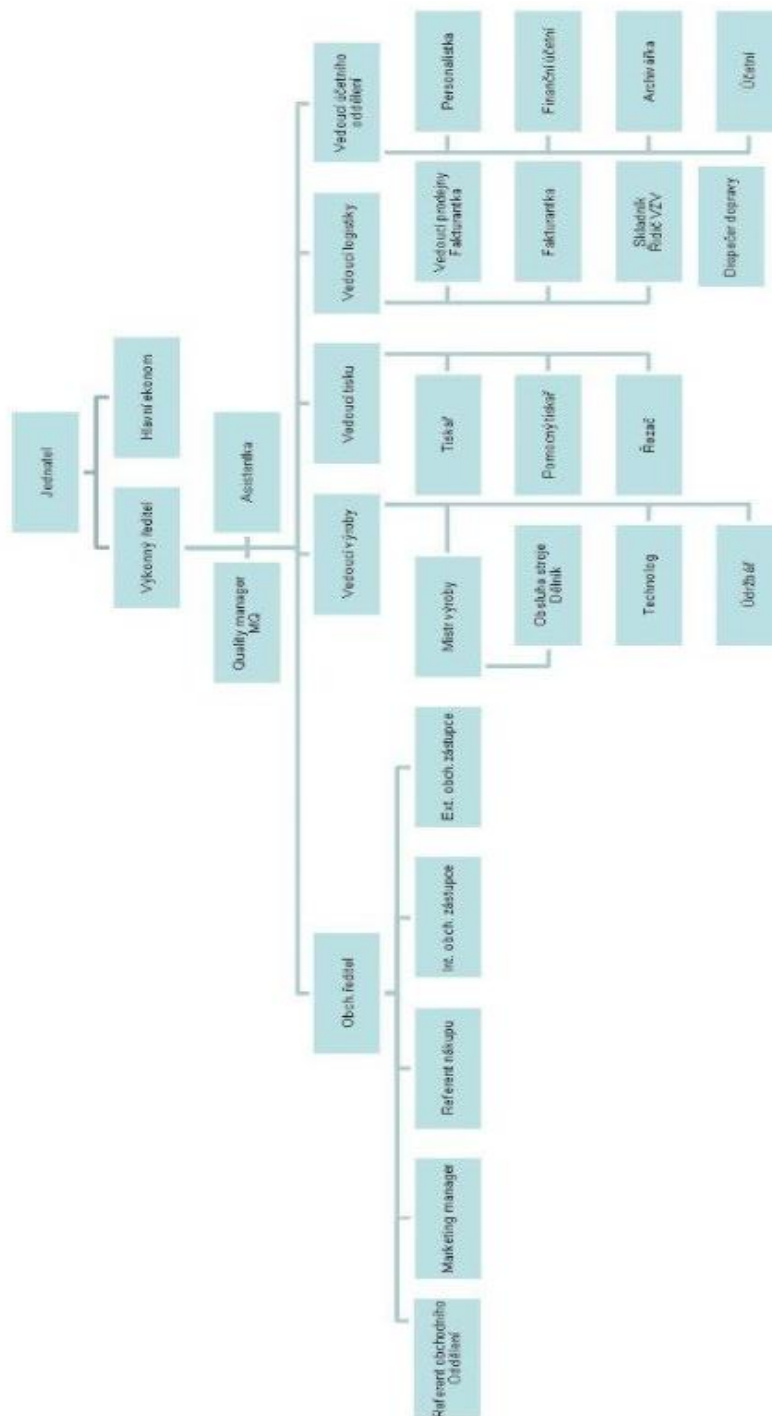 Jednatel
Výkonný ředitel
Hlavní ekonom
Quality manager
MQ
Asistentka
Obch. ředitel
Vedoucí výroby
Vedoucí tisku
Vedoucí logistiky
Vedoucí účetního
oddělení
Referent obchodního
Oddělení
Marketing manager
Referent nákupu
Int. obch. zástupce
Ext. obch. zástupce
Mistr výroby
Obsluha stroje
Dělník
Technolog
Údržbář
Tiskař
Pomocný tiskař
Řezač
Vedoucí prodejny
Fakturantka
Fakturantka
Skladník
Řidič VZV
Dispečer dopravy
Personalistka
Finanční účetní
Archivářka
Účetní